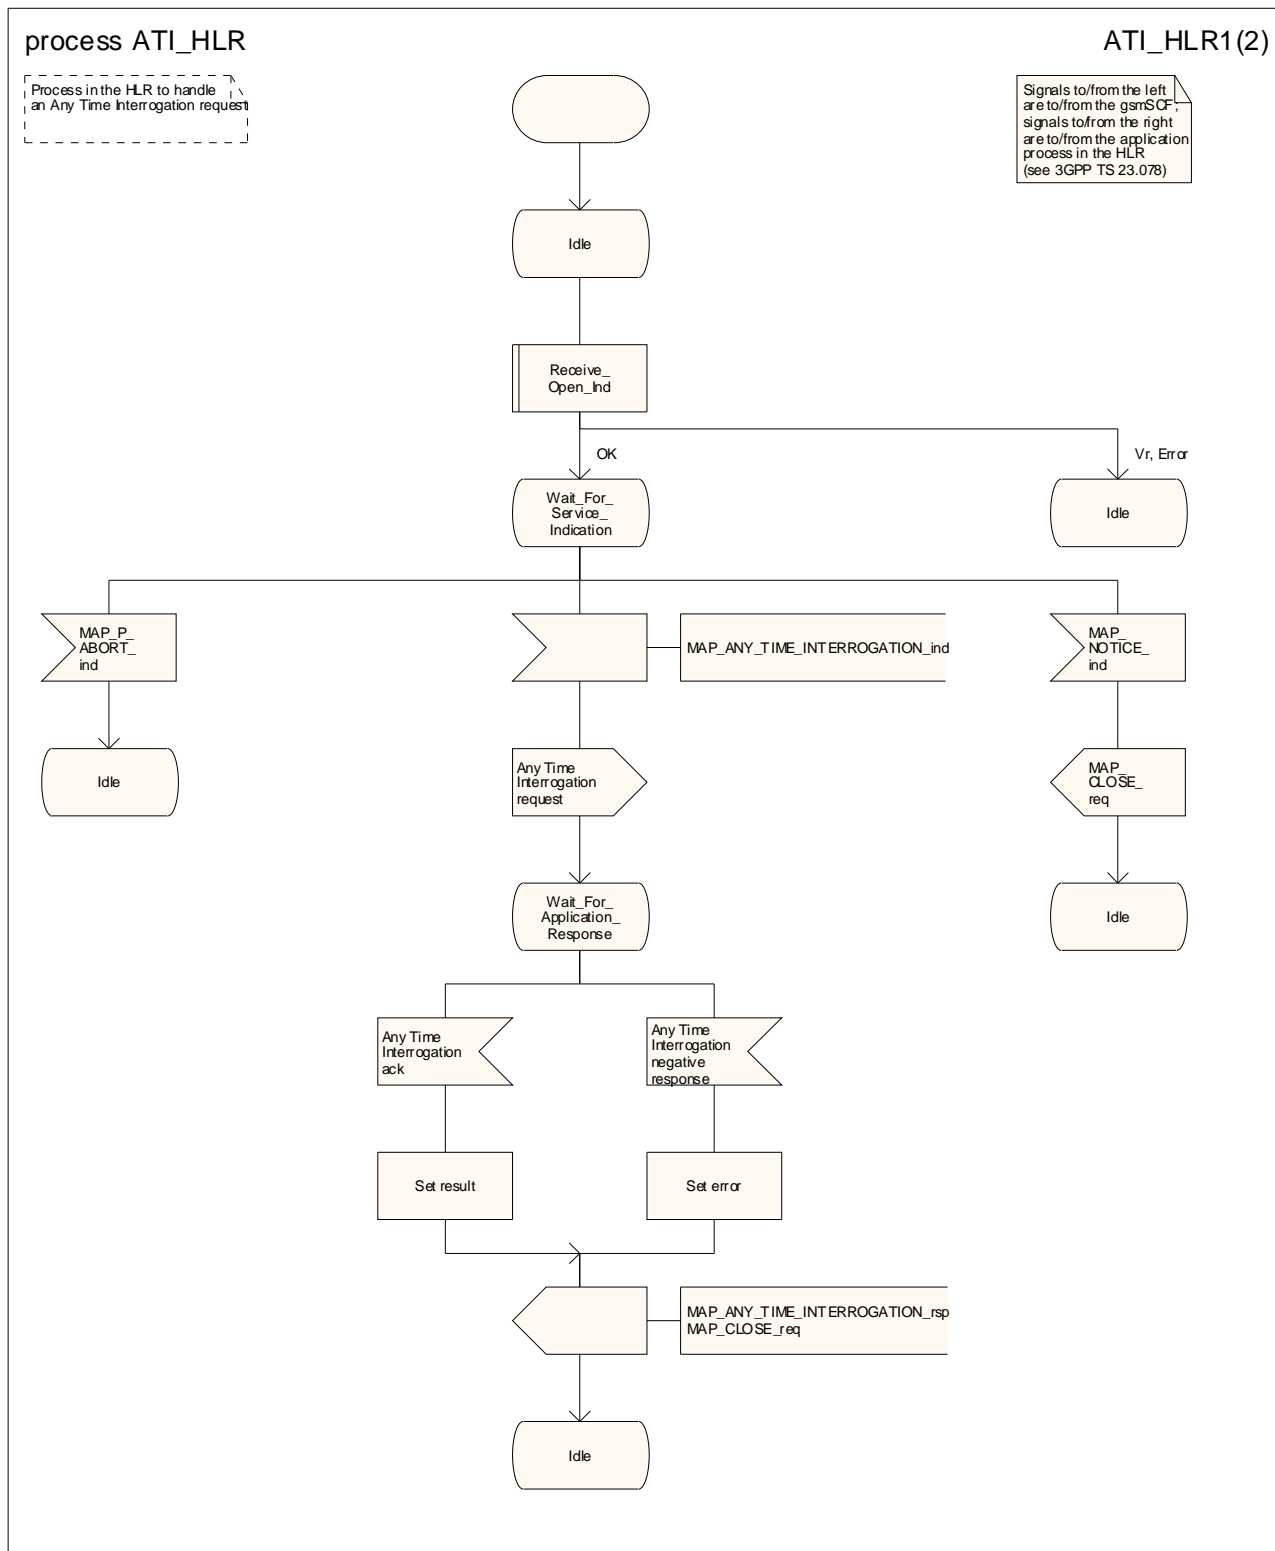 process ATI_HLR
ATI_HLR1(2)
Process in the HLR to handle
an Any Time Interrogation request
Signals to/from the left
are to/from the gsmSCF;
signals to/from the right
are to/from the application
process in the HLR
(see 3GPP TS 23.078)
Idle
Receive_
Open_Ind
OK
Vr, Error
Wait_For_
Service_
Indication
Idle
MAP_P_
ABORT_
ind
MAP_ANY_TIME_INTERROGATION_ind
MAP_
NOTICE_
ind
Idle
Any Time
Interrogation
request
MAP_
CLOSE_
req
Wait_For_
Application_
Response
Idle
Any Time
Interrogation
ack
Any Time
Interrogation
negative
response
Set result
Set error
MAP_ANY_TIME_INTERROGATION_rsp
MAP_CLOSE_req
Idle